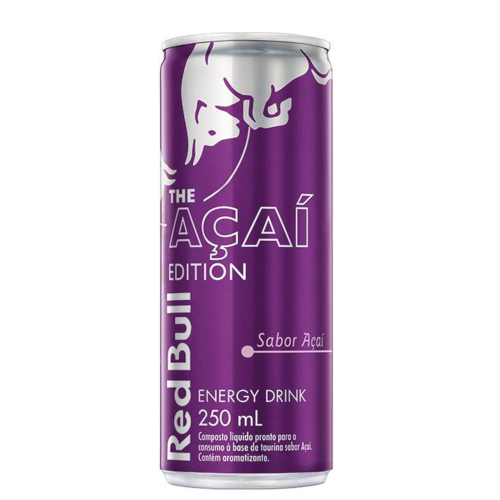 THE
AÇAÍ
EDITION
Red Bull
Sabor Açaí
ENERGY DRINK
250 mL
Composto líquido pronto para o
consumo à base de taurina sabor Açaí.
Contém aromatizante.